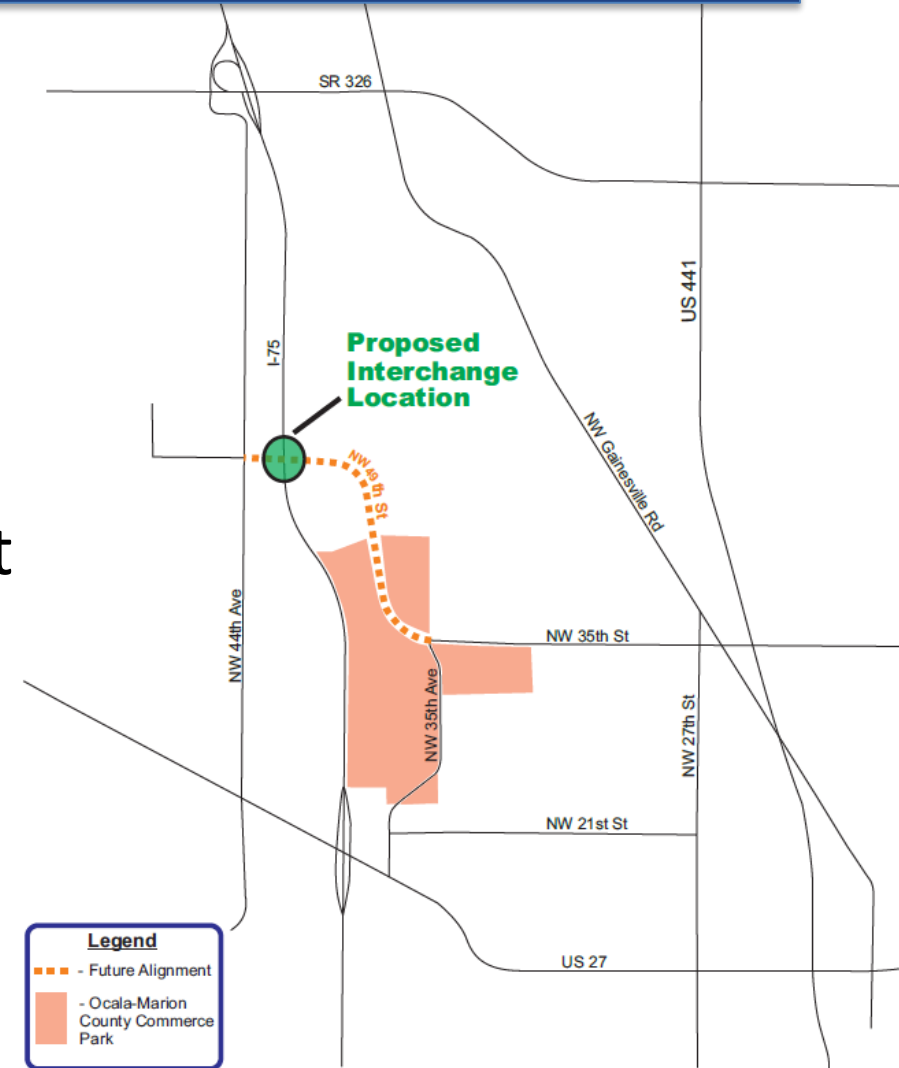 SR 326
US 441
I-75
Proposed
Interchange
Location
NW 49th St
NW Gainesville Rd
t
NW 44th Ave
NW 35th St
NW 35th Ave
NW 27th St
NW 21st St
US 27
Legend
- Future Alignment
- Ocala-Marion
County Commerce
Park